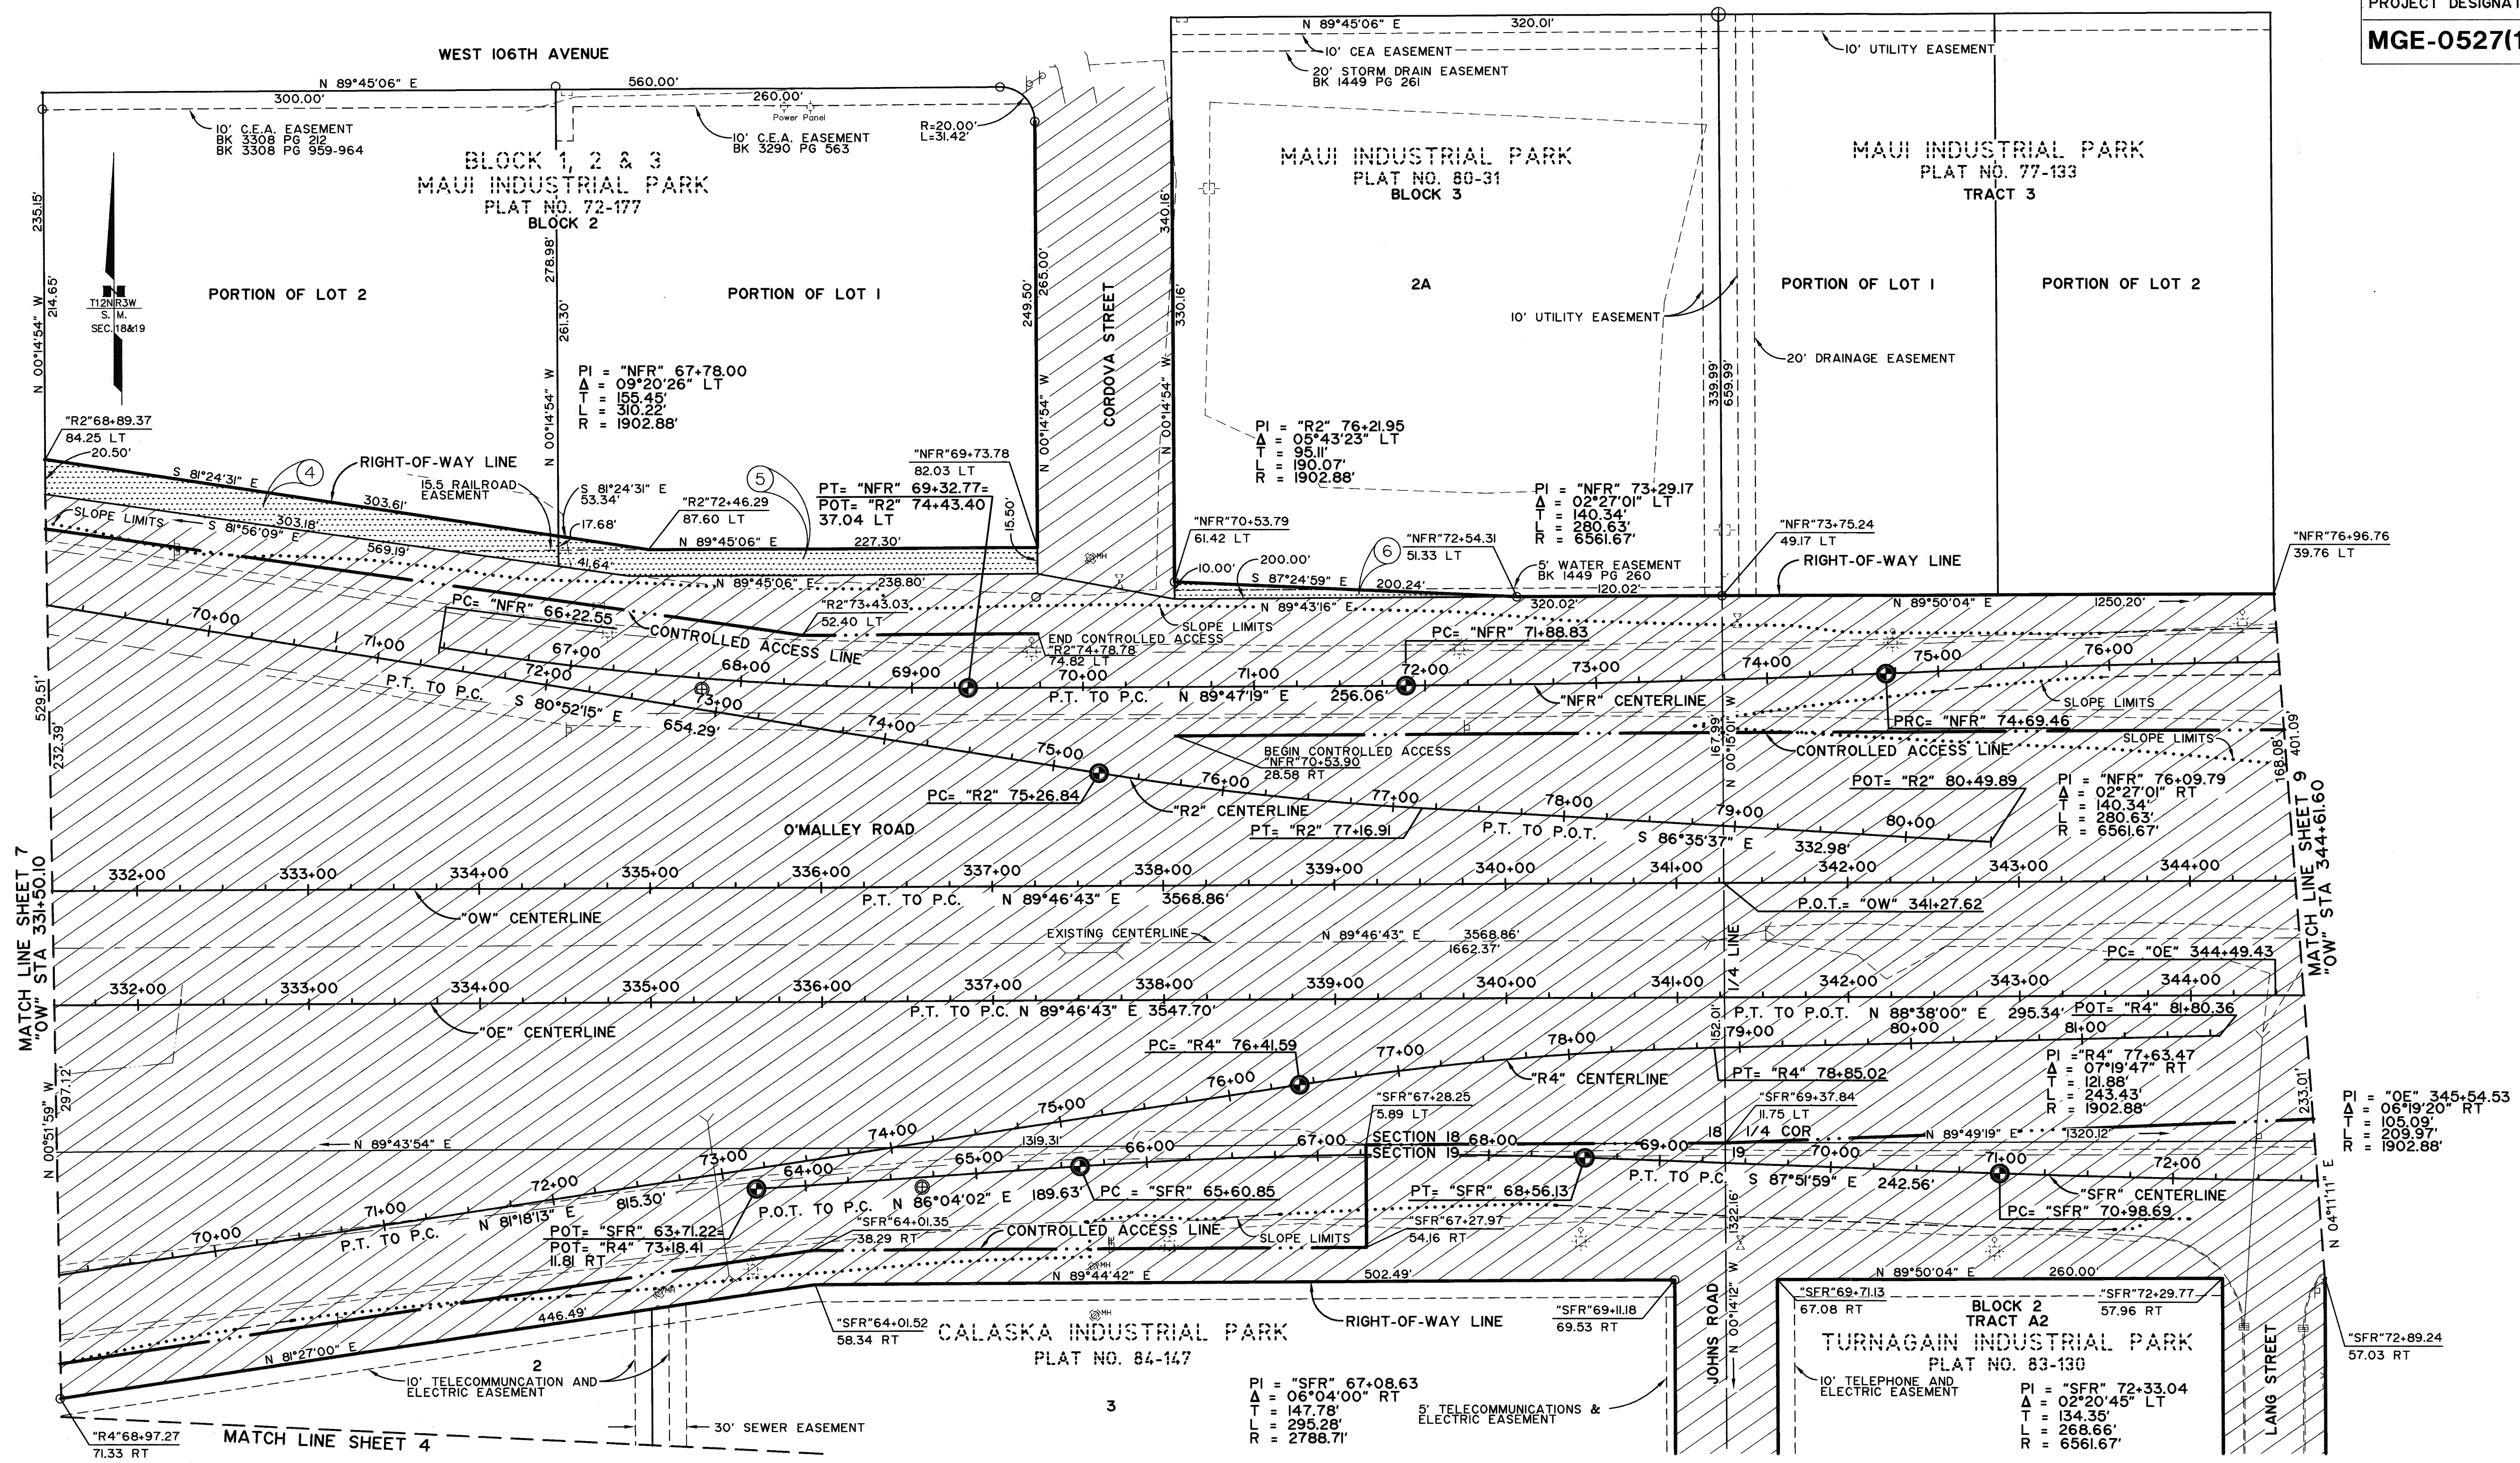 PROJECT DESIGNAT
MGE-0527(1
WEST 106TH AVENUE
N 89°45'06" E
560.00'
300.00'
260.00'
Power Panel
10' C.E.A. EASEMENT
BK 3308 PG 212
BK 3308 PG 959-964
10' C.E.A. EASEMENT
BK 3290 PG 563
R=20.00'
L=31.42'
BLOCK 1, 2 & 3
MAUI INDUSTRIAL PARK
PLAT NO. 72-177
BLOCK 2
235.15'
214.65'
N 00°14'54" W
N
T12N R3W
S. M.
SEC. 18&19
PORTION OF LOT 2
278.98'
261.30'
N 00°14'54" W
PORTION OF LOT 1
249.50'
265.00'
N 00°14'54" W
CORDOVA STREET
PI = "NFR" 67+78.00
Δ = 09°20'26" LT
T = 155.45'
L = 310.22'
R = 1902.88'
N 89°45'06" E
320.01'
10' CEA EASEMENT
20' STORM DRAIN EASEMENT
BK 1449 PG 261
10' UTILITY EASEMENT
340.16'
330.16'
N 00°14'54" W
MAUI INDUSTRIAL PARK
PLAT NO. 80-31
BLOCK 3
2A
MAUI INDUSTRIAL PARK
PLAT NO. 77-133
TRACT 3
PORTION OF LOT 1
PORTION OF LOT 2
10' UTILITY EASEMENT
20' DRAINAGE EASEMENT
339.99'
659.99'
PI = "R2" 76+21.95
Δ = 05°43'23" LT
T = 95.11'
L = 190.07'
R = 1902.88'
PI = "NFR" 73+29.17
Δ = 02°27'01" LT
T = 140.34'
L = 280.63'
R = 6561.67'
"R2"68+89.37
84.25 LT
20.50'
S 81°24'31" E
4
303.61'
RIGHT-OF-WAY LINE
15.5 RAILROAD
EASEMENT
S 81°24'31" E
53.34'
17.68'
"R2"72+46.29
87.60 LT
5
PT= "NFR" 69+32.77=
POT= "R2" 74+43.40
37.04 LT
"NFR"69+73.78
82.03 LT
15.50'
N 89°45'06" E
227.30'
SLOPE LIMITS
303.18'
S 81°56'09" E
569.19'
41.64'
N 89°45'06" E
238.80'
"NFR"70+53.79
61.42 LT
10.00'
200.00'
S 87°24'59" E
200.24'
6
"NFR"72+54.31
51.33 LT
5' WATER EASEMENT
BK 1449 PG 260
120.02'
"NFR"73+75.24
49.17 LT
RIGHT-OF-WAY LINE
"NFR"76+96.76
39.76 LT
N 89°43'16" E
320.02'
N 89°50'04" E
1250.20'
PC= "NFR" 66+22.55
CONTROLLED ACCESS LINE
"R2"73+43.03
52.40 LT
END CONTROLLED ACCESS
"R2"74+78.78
74.82 LT
SLOPE LIMITS
PC= "NFR" 71+88.83
70+00
71+00
72+00
73+00
74+00
75+00
76+00
77+00
78+00
79+00
80+00
67+00
68+00
69+00
70+00
71+00
72+00
73+00
74+00
75+00
76+00
P.T. TO P.C.
S 80°52'15" E
654.29'
P.T. TO P.C.
N 89°47'19" E
256.06'
"NFR" CENTERLINE
PRC= "NFR" 74+69.46
SLOPE LIMITS
SLOPE LIMITS
BEGIN CONTROLLED ACCESS
"NFR"70+53.90
28.58 RT
CONTROLLED ACCESS LINE
167.99'
N 00°15'01" W
168.08'
401.09'
529.51'
232.39'
PC= "R2" 75+26.84
"R2" CENTERLINE
PT= "R2" 77+16.91
P.T. TO P.O.T.
S 86°35'37" E
332.98'
POT= "R2" 80+49.89
PI = "NFR" 76+09.79
Δ = 02°27'01" RT
T = 140.34'
L = 280.63'
R = 6561.67'
O'MALLEY ROAD
MATCH LINE SHEET 7
"OW" STA 331+50.10
MATCH LINE SHEET 9
"OW" STA 344+61.60
332+00
333+00
334+00
335+00
336+00
337+00
338+00
339+00
340+00
341+00
342+00
343+00
344+00
"OW" CENTERLINE
P.T. TO P.C.
N 89°46'43" E
3568.86'
P.O.T.= "OW" 341+27.62
EXISTING CENTERLINE
N 89°46'43" E
3568.86'
1662.37'
1/4 LINE
PC= "OE" 344+49.43
332+00
333+00
334+00
335+00
336+00
337+00
338+00
339+00
340+00
341+00
342+00
343+00
344+00
"OE" CENTERLINE
P.T. TO P.C. N 89°46'43" E 3547.70'
152.01'
P.T. TO P.O.T.
N 88°38'00" E
295.34'
POT= "R4" 81+80.36
PC= "R4" 76+41.59
"R4" CENTERLINE
PT= "R4" 78+85.02
PI ="R4" 77+63.47
Δ = 07°19'47" RT
T = 121.88'
L = 243.43'
R = 1902.88'
PI = "OE" 345+54.53
Δ = 06°19'20" RT
T = 105.09'
L = 209.97'
R = 1902.88'
70+00
71+00
72+00
73+00
74+00
75+00
76+00
77+00
78+00
79+00
80+00
81+00
"SFR"67+28.25
5.89 LT
"SFR"69+37.84
11.75 LT
297.12'
N 00°51'59" W
N 89°43'54" E
1319.31'
SECTION 18
SECTION 19
18
19
1/4 COR
N 89°49'19" E
1320.12'
233.01'
64+00
65+00
66+00
67+00
68+00
69+00
70+00
71+00
72+00
P.T. TO P.C.
N 81°18'13" E
815.30'
POT= "SFR" 63+71.22=
POT= "R4" 73+18.41
11.81 RT
P.O.T. TO P.C.
N 86°04'02" E
189.63'
PC = "SFR" 65+60.85
PT= "SFR" 68+56.13
P.T. TO P.C.
S 87°51'59" E
242.56'
"SFR" CENTERLINE
PC= "SFR" 70+98.69
"SFR"64+01.35
38.29 RT
CONTROLLED ACCESS LINE
SLOPE LIMITS
"SFR"67+27.97
54.16 RT
1322.16'
N 00°14'12" W
N 04°11'11" E
MH
MH
MH
MH
N 89°44'42" E
502.49'
N 89°50'04" E
260.00'
446.49'
N 81°27'00" E
"SFR"64+01.52
58.34 RT
RIGHT-OF-WAY LINE
"SFR"69+11.18
69.53 RT
"SFR"69+71.13
67.08 RT
"SFR"72+29.77
57.96 RT
"SFR"72+89.24
57.03 RT
CALASKA INDUSTRIAL PARK
PLAT NO. 84-147
BLOCK 2
TRACT A2
TURNAGAIN INDUSTRIAL PARK
PLAT NO. 83-130
JOHNS ROAD
LANG STREET
2
10' TELECOMMUNCATION AND
ELECTRIC EASEMENT
30' SEWER EASEMENT
3
PI = "SFR" 67+08.63
Δ = 06°04'00" RT
T = 147.78'
L = 295.28'
R = 2788.71'
5' TELECOMMUNICATIONS &
ELECTRIC EASEMENT
10' TELEPHONE AND
ELECTRIC EASEMENT
PI = "SFR" 72+33.04
Δ = 02°20'45" LT
T = 134.35'
L = 268.66'
R = 6561.67'
"R4"68+97.27
71.33 RT
MATCH LINE SHEET 4